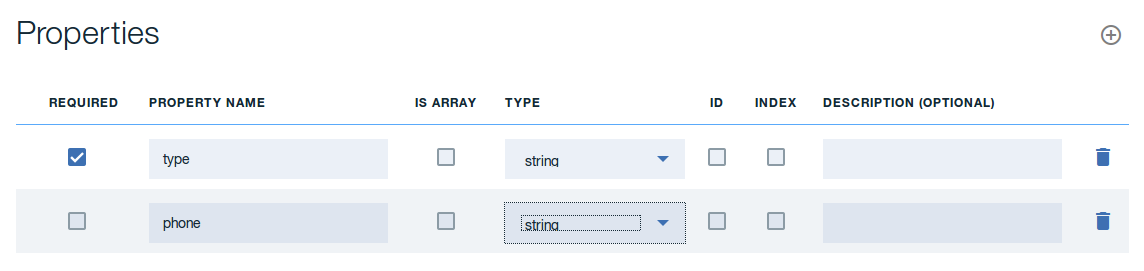 Properties
REQUIRED PROPERTY NAME IS ARRAY TYPE ID INDEX DESCRIPTION (OPTIONAL)
type string
phone string